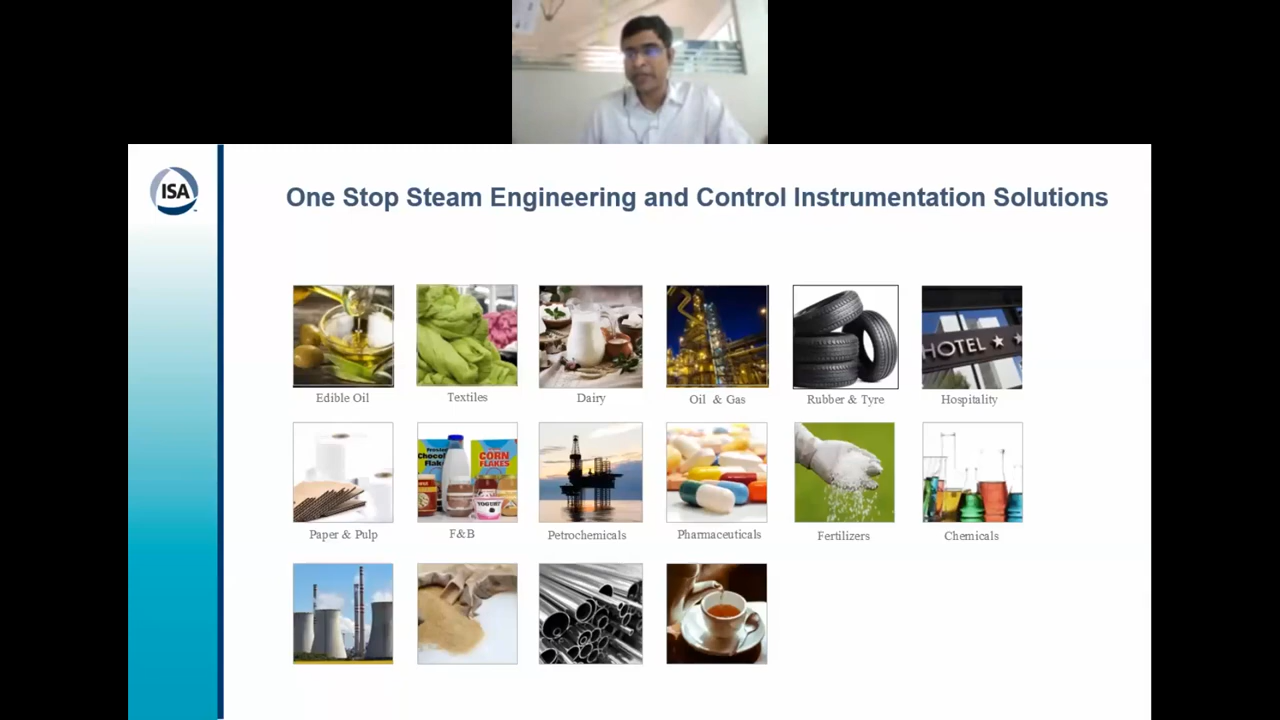 ISA
One Stop Steam Engineering and Control Instrumentation Solutions
HOTEL
Edible Oil
Textiles
Dairy
Oil & Gas
Rubber & Tyre
Hospitality
CORN
FLAKES
Paper & Pulp
F&B
Petrochemicals
Pharmaceuticals
Fertilizers
Chemicals